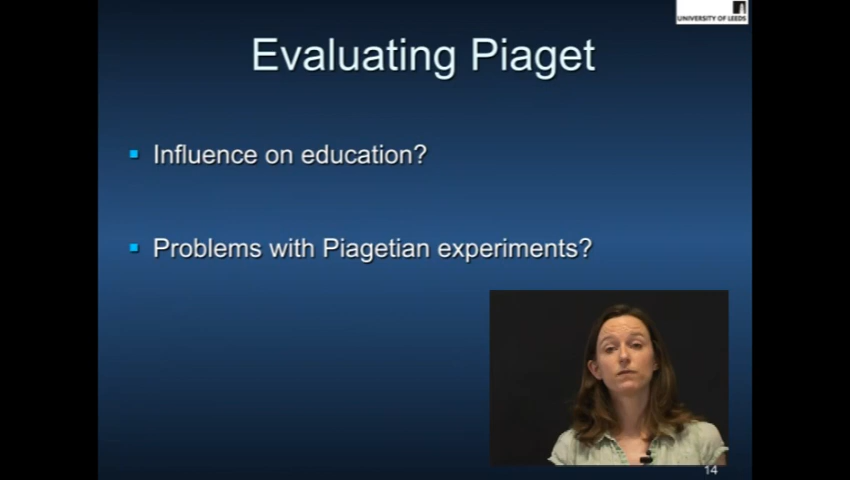 UNIVERSITY OF LEEDS
Evaluating Piaget
Influence on education?
Problems with Piagetian experiments?
14